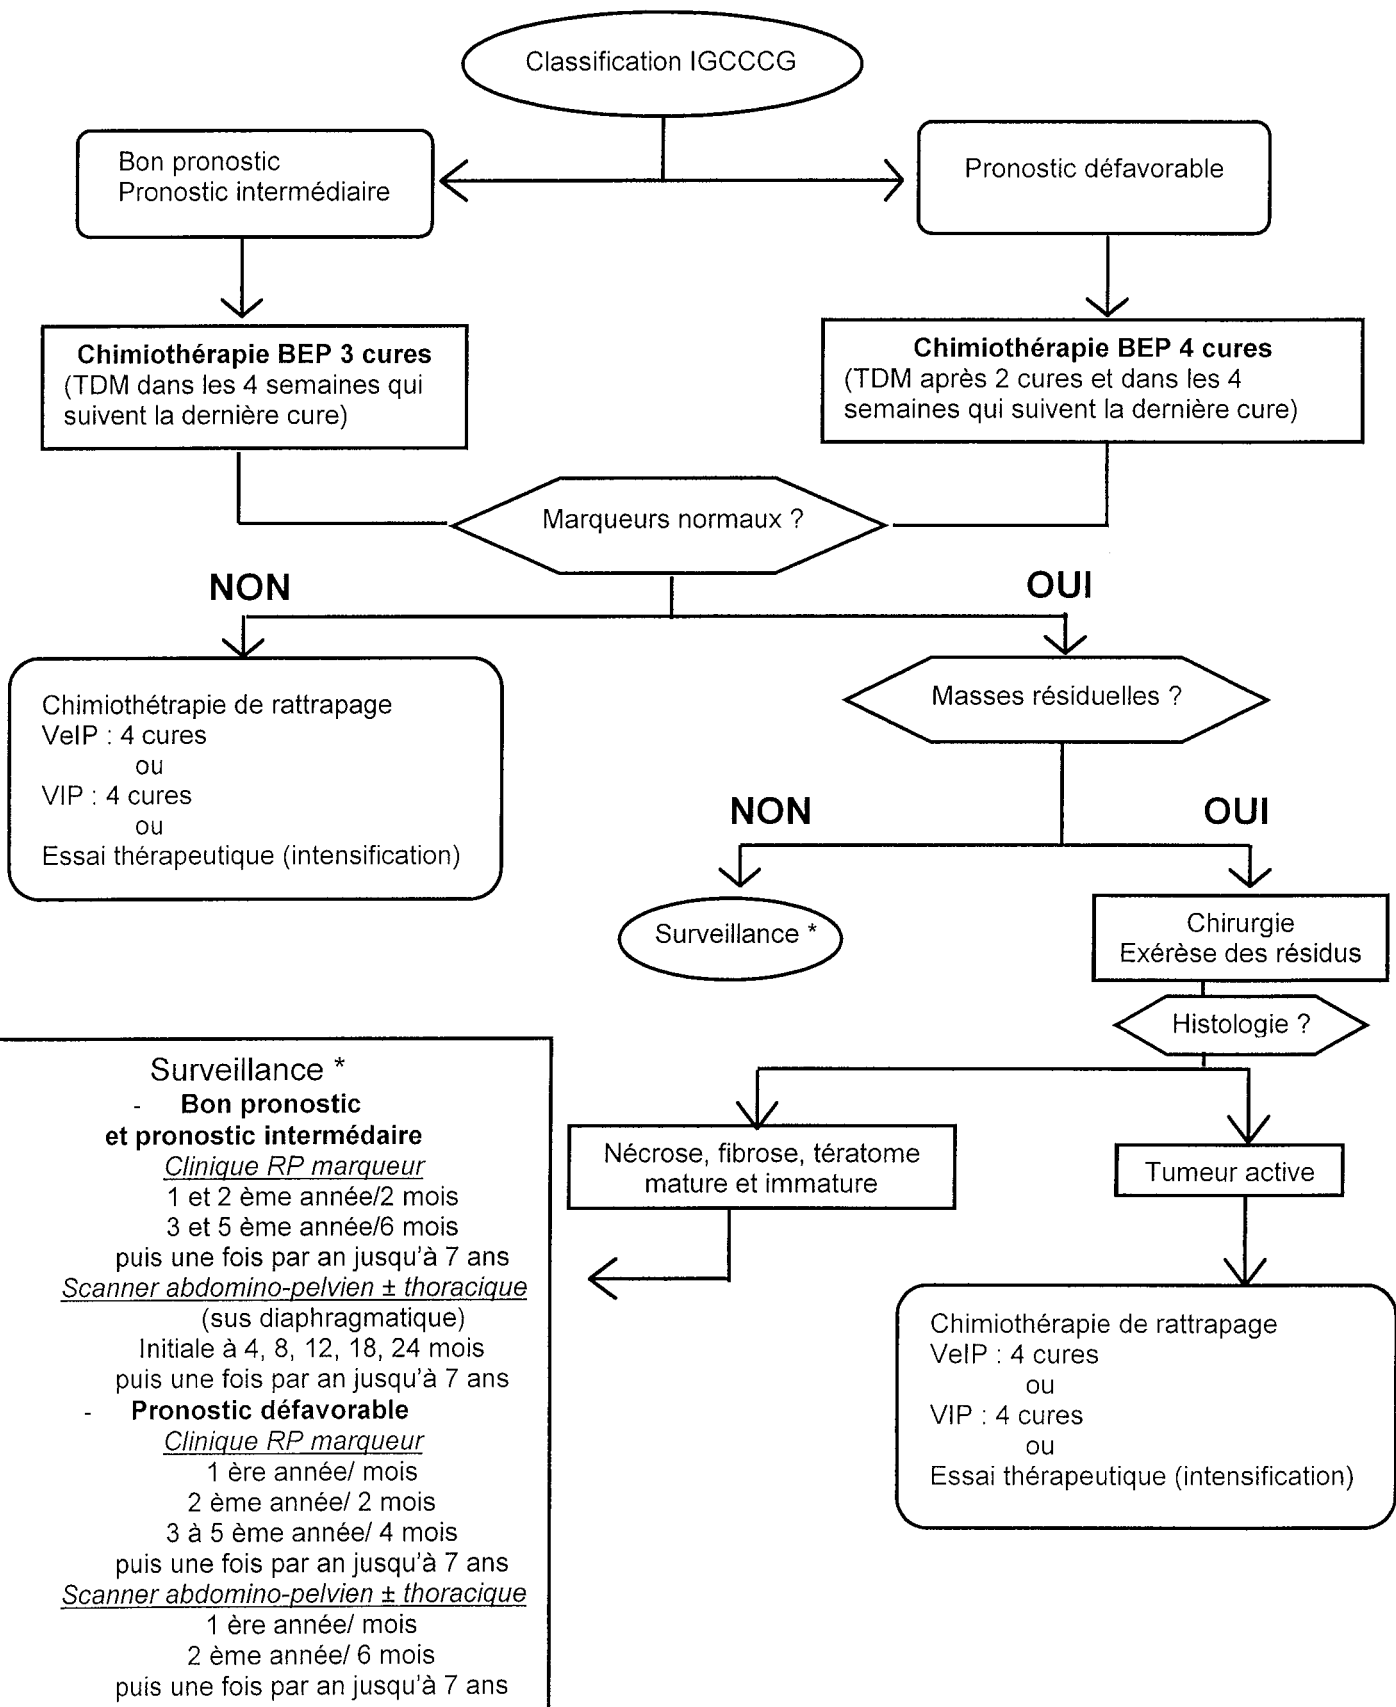 Classification IGCCCG
Bon pronostic
Pronostic intermédiaire
Pronostic défavorable
Chimiothérapie BEP 3 cures
(TDM dans les 4 semaines qui
suivent la dernière cure)
Chimiothérapie BEP 4 cures
(TDM après 2 cures et dans les 4
semaines qui suivent la dernière cure)
Marqueurs normaux ?
NON
OUI
Chimiothétrapie de rattrapage
VeIP : 4 cures
ou
VIP : 4 cures
ou
Essai thérapeutique (intensification)
Masses résiduelles ?
NON
OUI
Surveillance *
Chirurgie
Exérèse des résidus
Histologie ?
Nécrose, fibrose, tératome
mature et immature
Tumeur active
Chimiothérapie de rattrapage
VeIP : 4 cures
ou
VIP : 4 cures
ou
Essai thérapeutique (intensification)
Surveillance *
- Bon pronostic
et pronostic intermédaire
Clinique RP marqueur
1 et 2 ème année/2 mois
3 et 5 ème année/6 mois
puis une fois par an jusqu'à 7 ans
Scanner abdomino-pelvien ± thoracique
(sus diaphragmatique)
Initiale à 4, 8, 12, 18, 24 mois
puis une fois par an jusqu'à 7 ans
- Pronostic défavorable
Clinique RP marqueur
1 ère année/ mois
2 ème année/ 2 mois
3 à 5 ème année/ 4 mois
puis une fois par an jusqu'à 7 ans
Scanner abdomino-pelvien ± thoracique
1 ère année/ mois
2 ème année/ 6 mois
puis une fois par an jusqu'à 7 ans